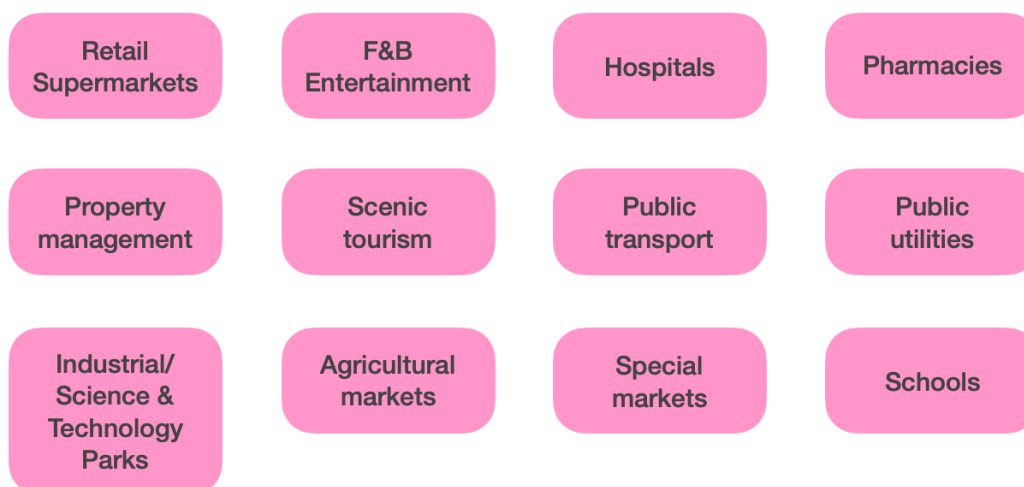 Retail
Supermarkets
F&B
Entertainment
Hospitals
Pharmacies
Property
management
Scenic
tourism
Public
transport
Public
utilities
Industrial/
Science &
Technology
Parks
Agricultural
markets
Special
markets
Schools